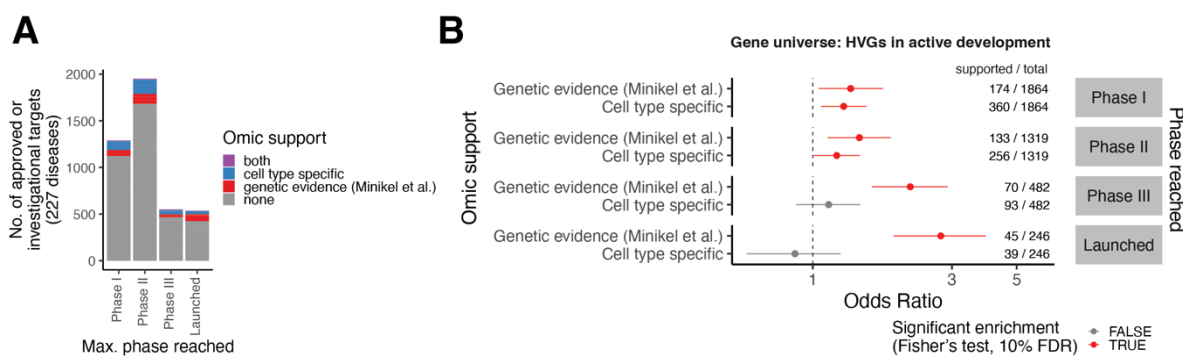 A
No. of approved or
investigational targets
(227 diseases)
2000
1500
1000
500
0
Phase I
Phase II
Phase III
Launched
Max. phase reached
Omic support
both
cell type specific
genetic evidence (Minikel et al.)
none
B
Gene universe: HVGs in active development
supported / total
Omic support
Genetic evidence (Minikel et al.) 174 / 1864
Cell type specific 360 / 1864
Phase I
Genetic evidence (Minikel et al.) 133 / 1319
Cell type specific 256 / 1319
Phase II
Genetic evidence (Minikel et al.) 70 / 482
Cell type specific 93 / 482
Phase III
Genetic evidence (Minikel et al.) 45 / 246
Cell type specific 39 / 246
Launched
Phase reached
1 3 5
Odds Ratio
Significant enrichment
(Fisher's test, 10% FDR)
FALSE
TRUE